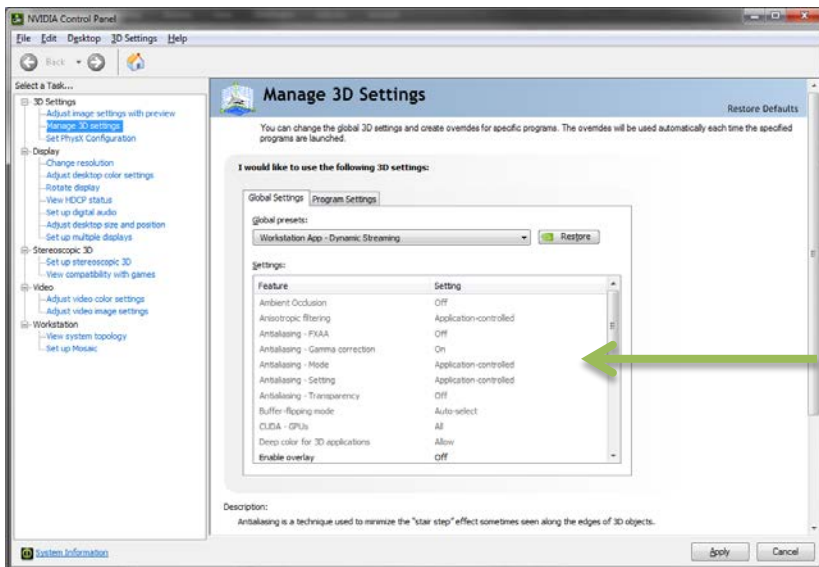 NVIDIA Control Panel
File Edit Desktop 3D Settings Help
Back
Select a Task...
3D Settings
Adjust image settings with preview
Manage 3D settings
Set PhysX Configuration
Display
Change resolution
Adjust desktop color settings
Rotate display
View HDCP status
Set up digital audio
Adjust desktop size and position
Set up multiple displays
Stereoscopic 3D
Set up stereoscopic 3D
View compatibility with games
Video
Adjust video color settings
Adjust video image settings
Workstation
View system topology
Set up Mosaic
System Information
Manage 3D Settings
Restore Defaults
You can change the global 3D settings and create overrides for specific programs. The overrides will be used automatically each time the specified
programs are launched.
I would like to use the following 3D settings:
Global Settings Program Settings
Global presets:
Workstation App - Dynamic Streaming Restore
Settings:
Feature Setting
Ambient Occlusion Off
Anisotropic filtering Application-controlled
Antialiasing - FXAA Off
Antialiasing - Gamma correction On
Antialiasing - Mode Application-controlled
Antialiasing - Setting Application-controlled
Antialiasing - Transparency Off
Buffer-flipping mode Auto-select
CUDA - GPUs All
Deep color for 3D applications Allow
Enable overlay Off
Description:
Antialiasing is a technique used to minimize the "stair step" effect sometimes seen along the edges of 3D objects.
Apply Cancel